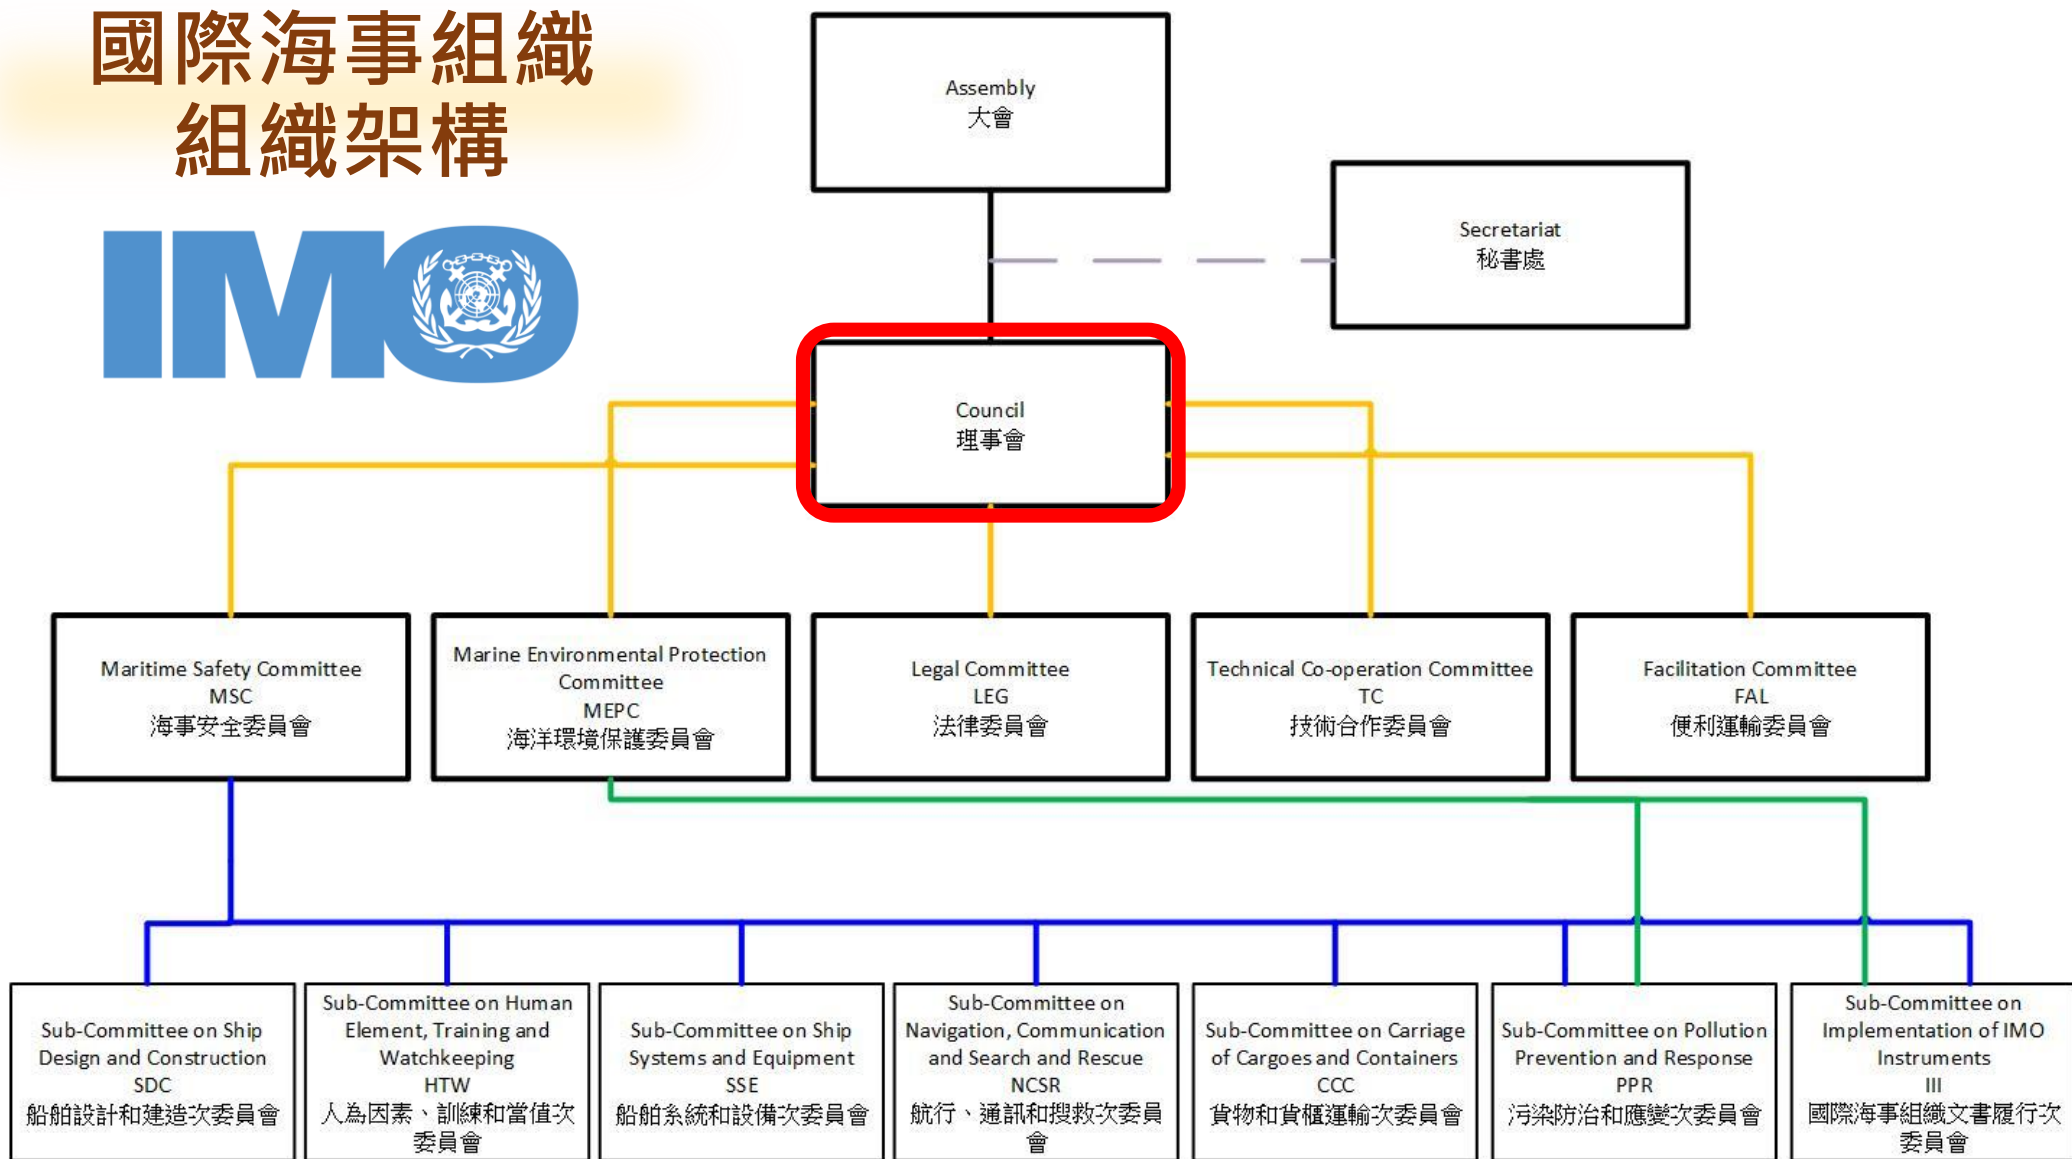 國際海事組織
組織架構
IMO
Assembly
大會
Secretariat
秘書處
Council
理事會
Maritime Safety Committee
MSC
海事安全委員會
Marine Environmental Protection
Committee
MEPC
海洋環境保護委員會
Legal Committee
LEG
法律委員會
Technical Co-operation Committee
TC
技術合作委員會
Facilitation Committee
FAL
便利運輸委員會
Sub-Committee on Ship
Design and Construction
SDC
船舶設計和建造次委員會
Sub-Committee on Human
Element, Training and
Watchkeeping
HTW
人為因素、訓練和當值次
委員會
Sub-Committee on Ship
Systems and Equipment
SSE
船舶系統和設備次委員會
Sub-Committee on
Navigation, Communication
and Search and Rescue
NCSR
航行、通訊和搜救次委員
會
Sub-Committee on Carriage
of Cargoes and Containers
CCC
貨物和貨櫃運輸次委員會
Sub-Committee on Pollution
Prevention and Response
PPR
污染防治和應變次委員會
Sub-Committee on
Implementation of IMO
Instruments
III
國際海事組織文書履行次
委員會